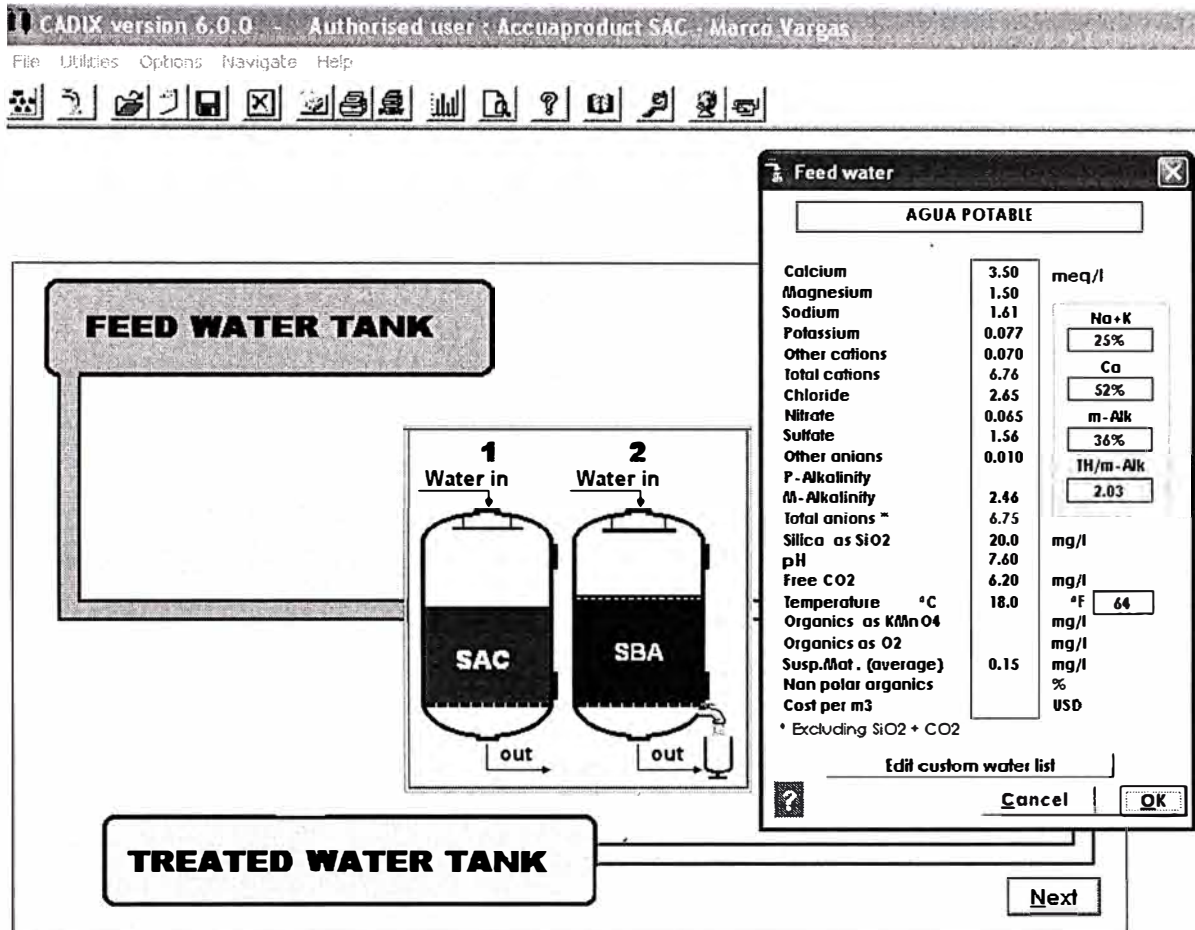 CADIX version 6.0.0 - Authorised user : Accuaproduct SAC - Marco Vargas
File Utilities Options Navigate Help
Feed water
AGUA POTABLE
Calcium 3.50 meq/l
Magnesium 1.50
Sodium 1.61
Potassium 0.077
Other cations 0.070
Total cations 6.76
Chloride 2.65
Nitrate 0.065
Sulfate 1.56
Other anions 0.010
P-Alkalinity
M-Alkalinity 2.46
Total anions * 6.75
Silica as SiO2 20.0 mg/l
pH 7.60
Free CO2 6.20 mg/l
Temperature °C 18.0 °F 64
Organics as KMnO4 mg/l
Organics as O2 mg/l
Susp.Mat. (average) 0.15 mg/l
Non polar organics %
Cost per m3 USD
* Excluding SiO2 + CO2
Na+K
25%
Ca
52%
m-Alk
36%
TH/m-Alk
2.03
Edit custom water list
?
Cancel OK
FEED WATER TANK
1 2
Water in Water in
SAC SBA
out out
TREATED WATER TANK
Next